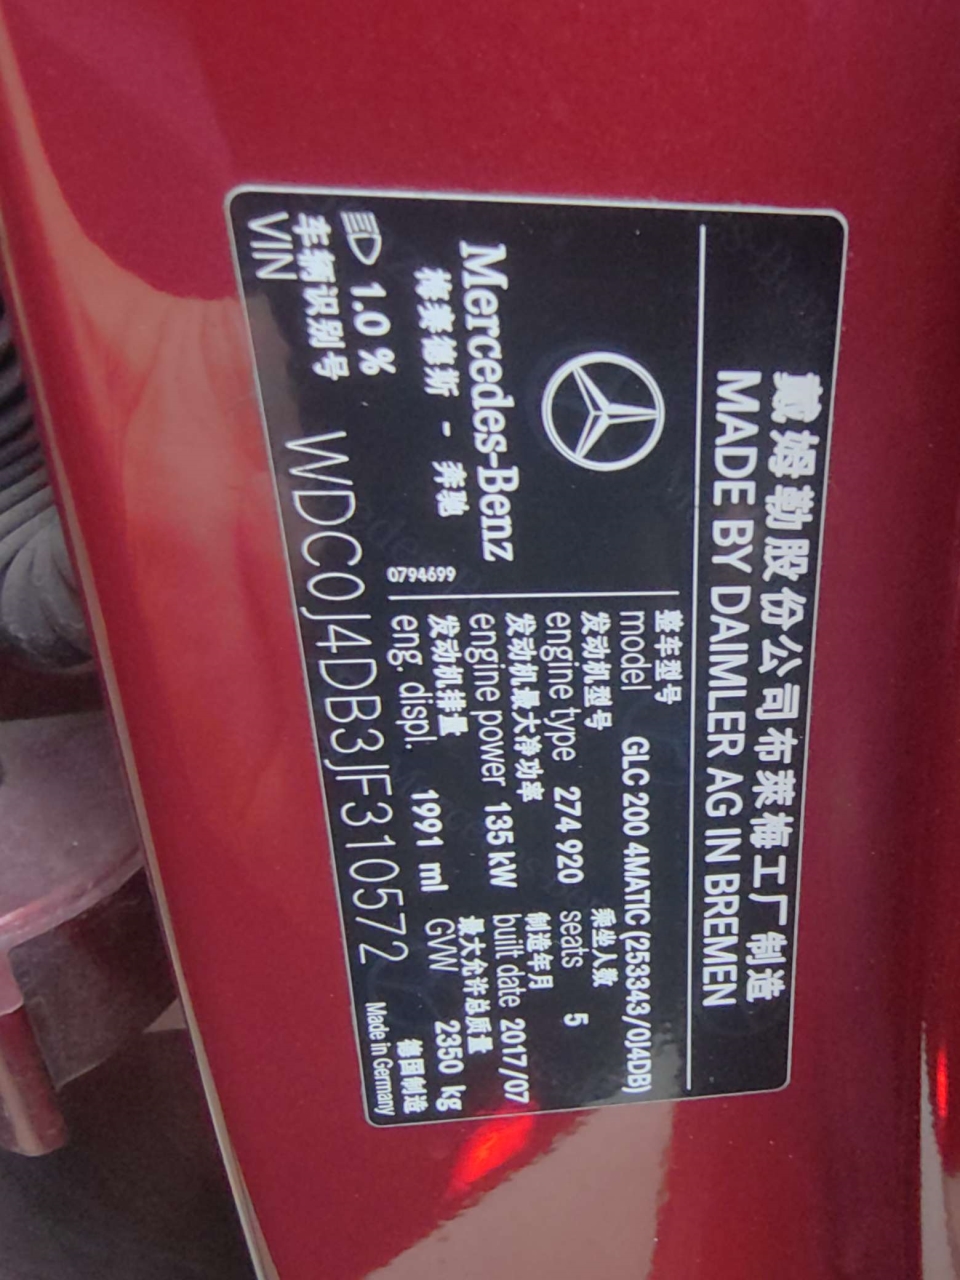 戴姆勒股份公司布莱梅工厂制造
MADE BY DAIMLER AG IN BREMEN
Mercedes-Benz
梅赛德斯 - 奔驰
0794699
1.0 %
整车型号
model GLC 200 4MATIC (253343/0J4DB)
发动机型号 乘坐人数
engine type 274 920 seats 5
发动机最大净功率 制造年月
engine power 135 kW built date 2017/07
发动机排量 最大允许总质量
eng. displ. 1991 ml GVW 2350 kg
车辆识别号 德国制造
VIN WDC0J4DB3JF310572 Made in Germany